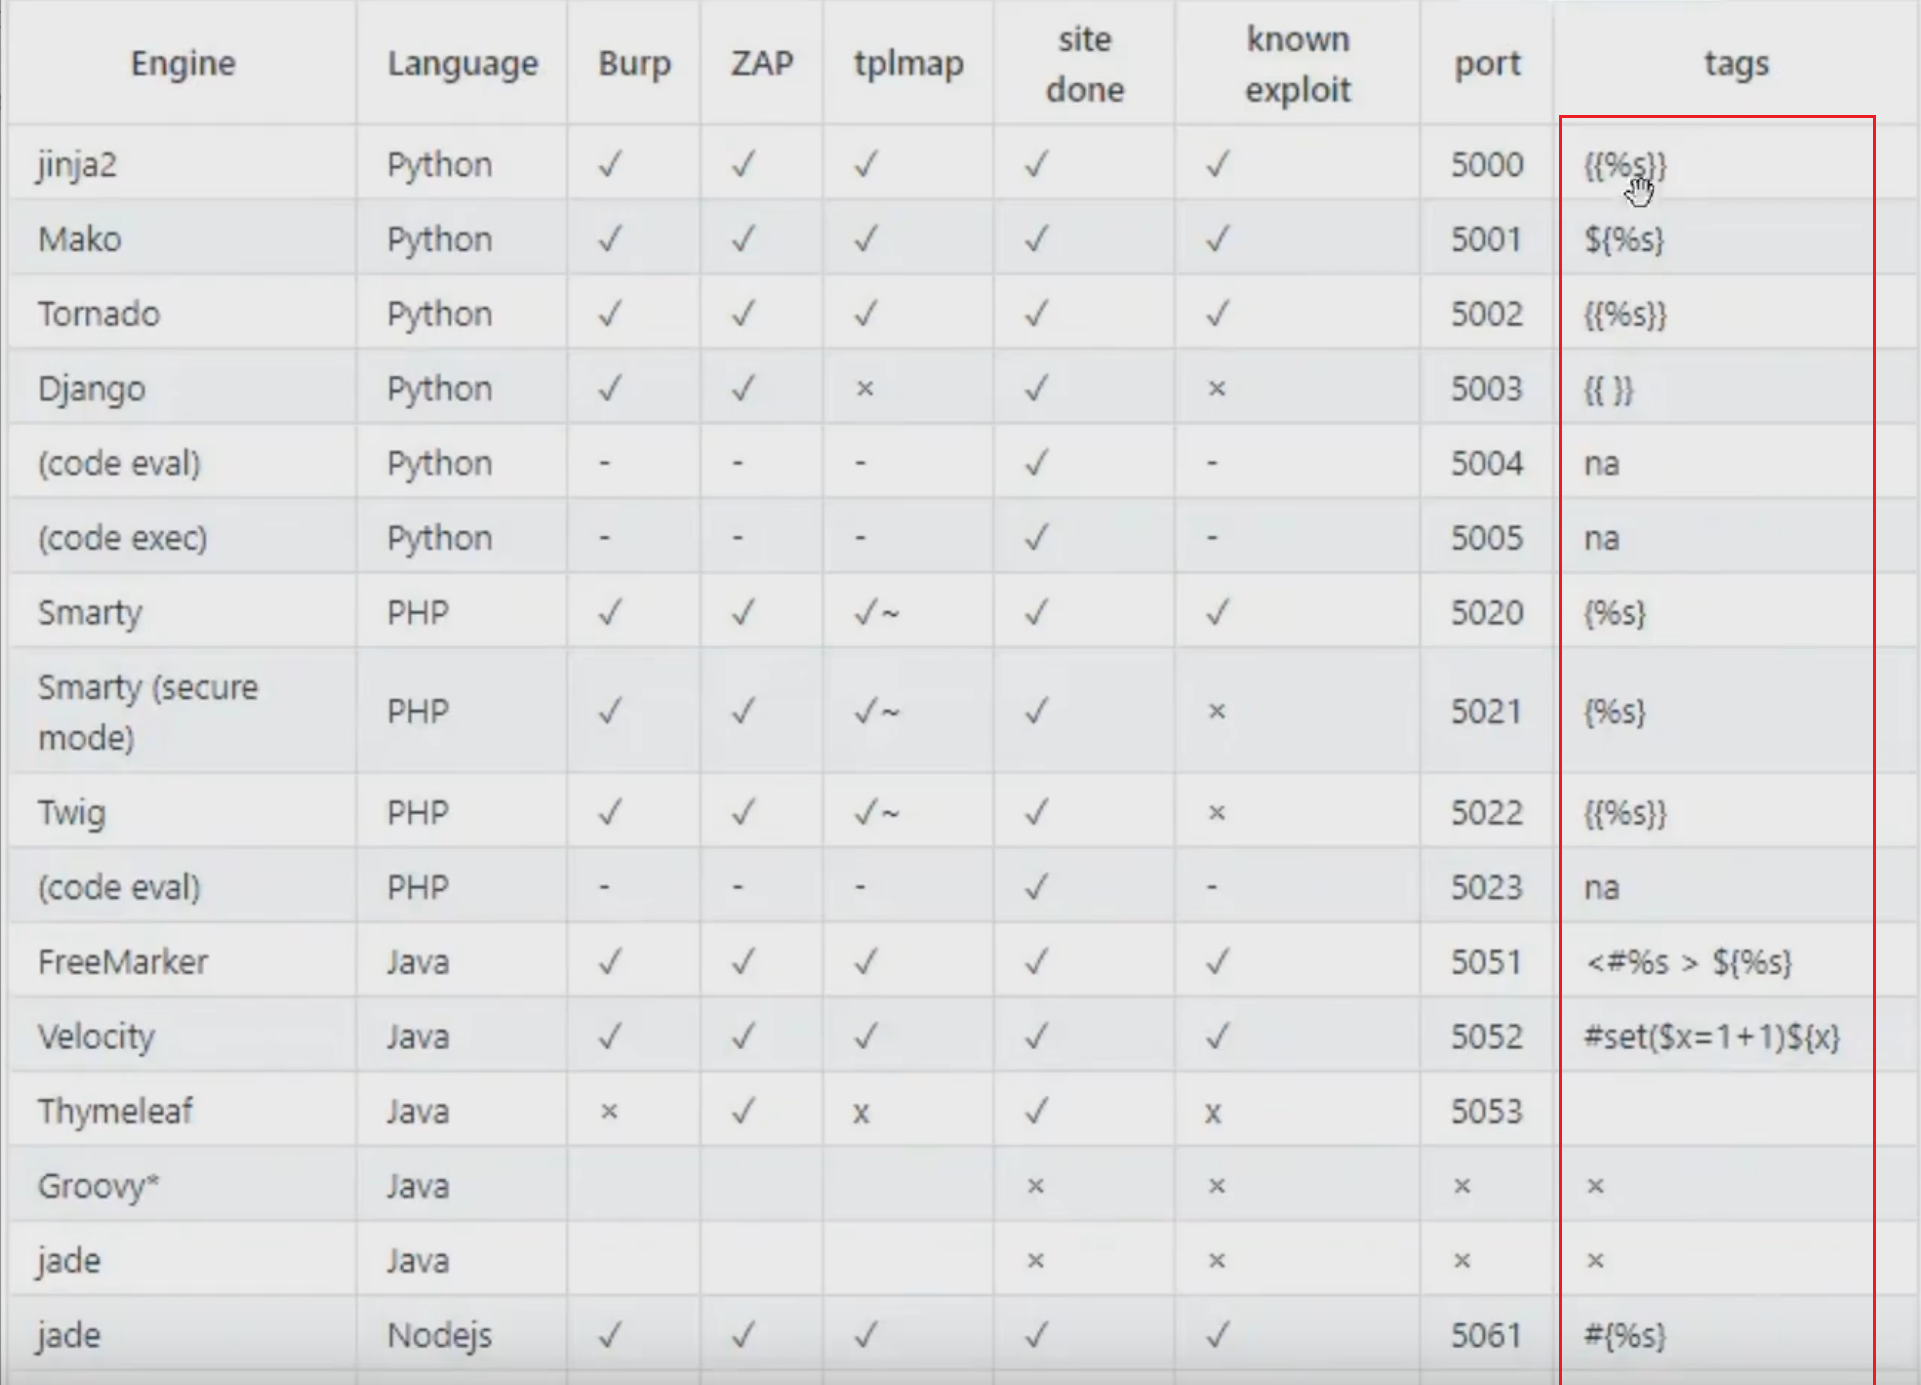 Engine Language Burp ZAP tplmap site done known exploit port tags
jinja2 Python ✓ ✓ ✓ ✓ ✓ 5000 {{%s}}
Mako Python ✓ ✓ ✓ ✓ ✓ 5001 ${%s}
Tornado Python ✓ ✓ ✓ ✓ ✓ 5002 {{%s}}
Django Python ✓ ✓ × ✓ × 5003 {{ }}
(code eval) Python - - - ✓ - 5004 na
(code exec) Python - - - ✓ - 5005 na
Smarty PHP ✓ ✓ ✓~ ✓ ✓ 5020 {%s}
Smarty (secure mode) PHP ✓ ✓ ✓~ ✓ × 5021 {%s}
Twig PHP ✓ ✓ ✓~ ✓ × 5022 {{%s}}
(code eval) PHP - - - ✓ - 5023 na
FreeMarker Java ✓ ✓ ✓ ✓ ✓ 5051 <#%s > ${%s}
Velocity Java ✓ ✓ ✓ ✓ ✓ 5052 #set($x=1+1)${x}
Thymeleaf Java × ✓ x ✓ x 5053
Groovy* Java × × × ×
jade Java × × × ×
jade Nodejs ✓ ✓ ✓ ✓ ✓ 5061 #{%s}